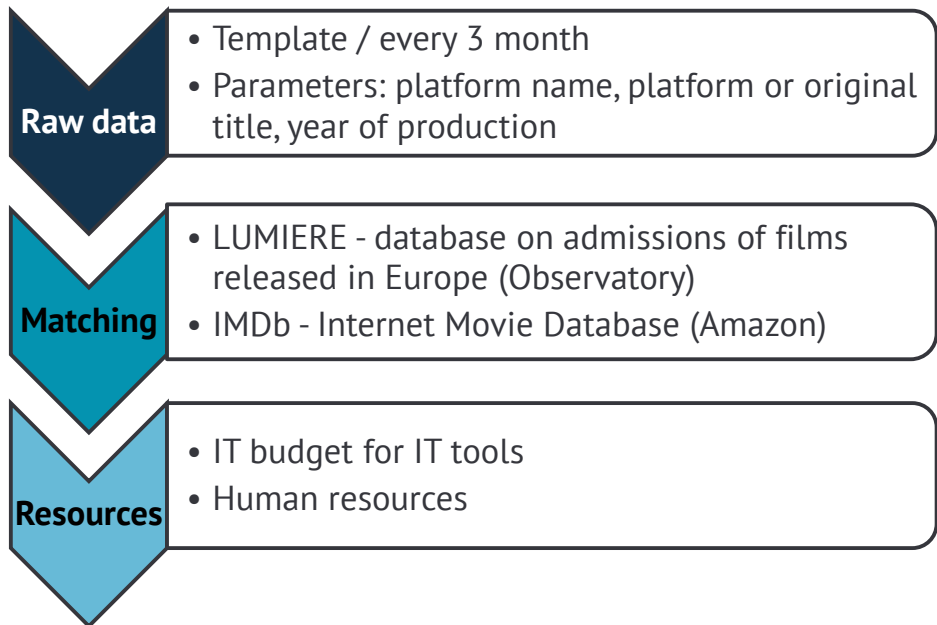 Raw data
• Template / every 3 month
• Parameters: platform name, platform or original
title, year of production
Matching
• LUMIERE - database on admissions of films
released in Europe (Observatory)
• IMDb - Internet Movie Database (Amazon)
Resources
• IT budget for IT tools
• Human resources